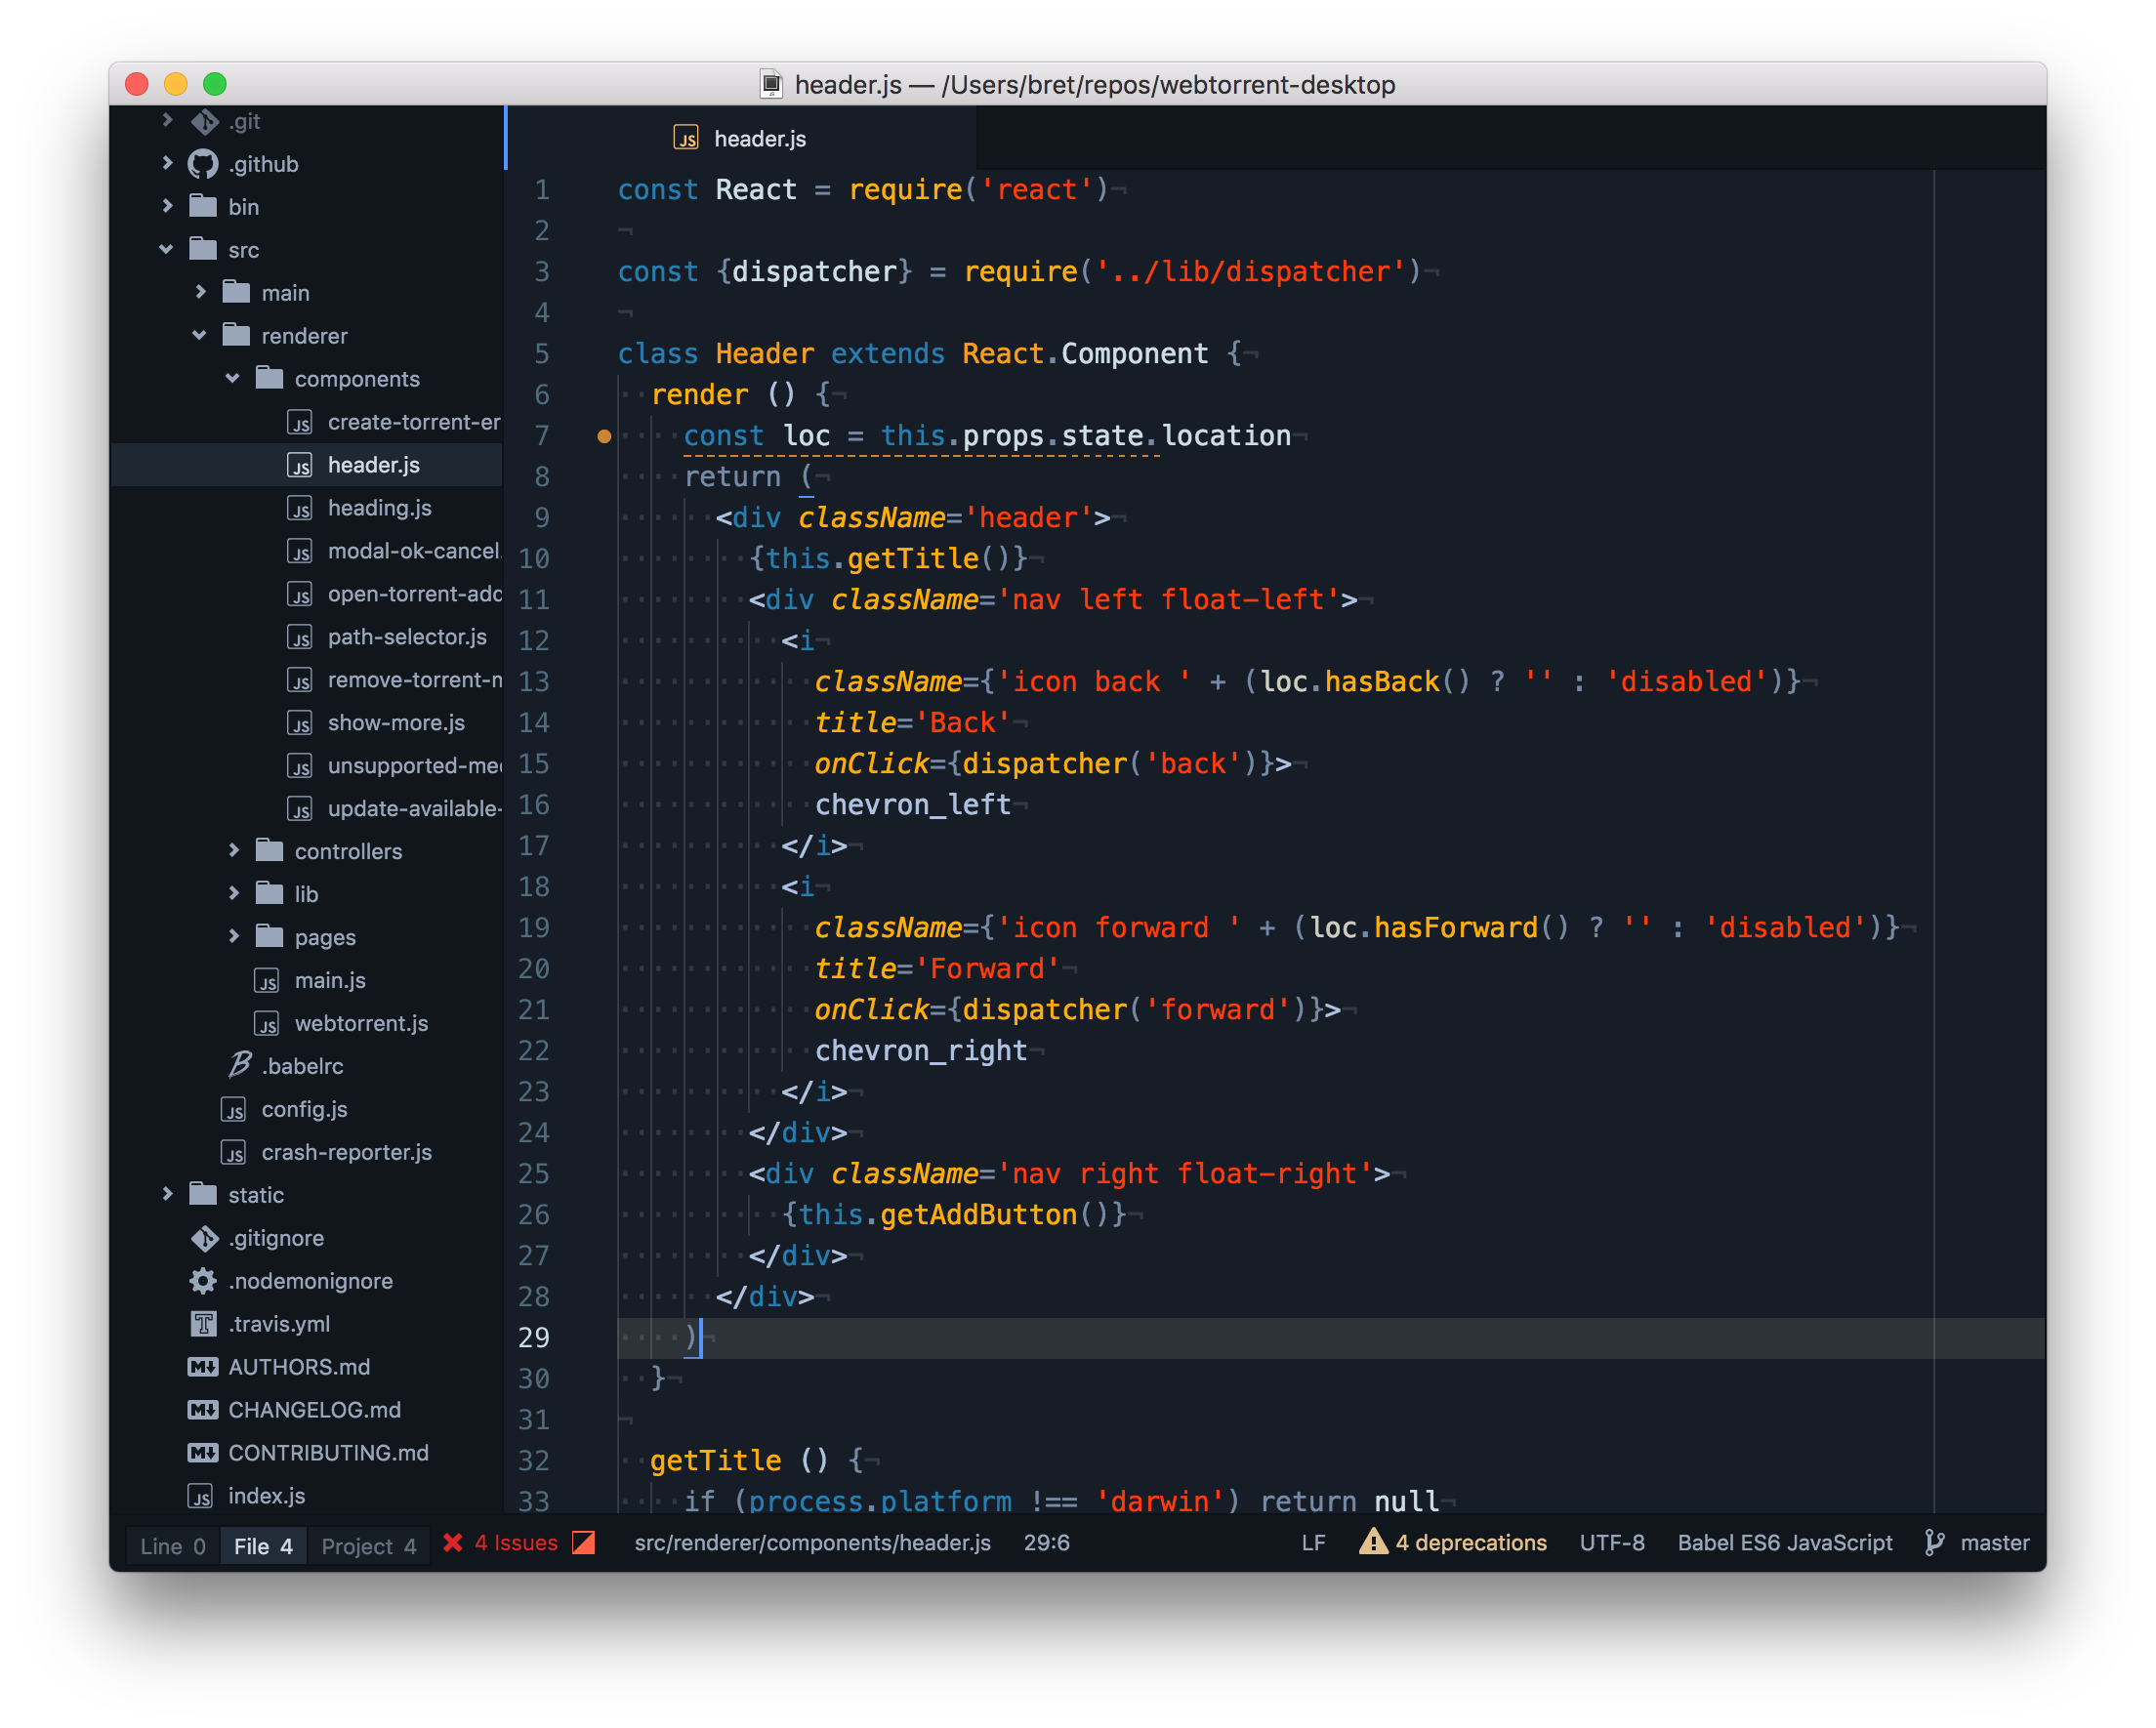 header.js — /Users/bret/repos/webtorrent-desktop
.git
.github
bin
src
main
renderer
components
create-torrent-er
header.js
heading.js
modal-ok-cancel.
open-torrent-add
path-selector.js
remove-torrent-m
show-more.js
unsupported-med
update-available-
controllers
lib
pages
main.js
webtorrent.js
.babelrc
config.js
crash-reporter.js
static
.gitignore
.nodemonignore
.travis.yml
AUTHORS.md
CHANGELOG.md
CONTRIBUTING.md
index.js
header.js
1 const React = require('react')¬
2 ¬
3 const {dispatcher} = require('../lib/dispatcher')¬
4 ¬
5 class Header extends React.Component {¬
6 ··render () {¬
7 ····const loc = this.props.state.location¬
8 ····return (¬
9 ······<div className='header'>¬
10 ········{this.getTitle()}¬
11 ········<div className='nav left float-left'>¬
12 ··········<i¬
13 ············className={'icon back ' + (loc.hasBack() ? '' : 'disabled')}¬
14 ············title='Back'¬
15 ············onClick={dispatcher('back')}>¬
16 ············chevron_left¬
17 ··········</i>¬
18 ··········<i¬
19 ············className={'icon forward ' + (loc.hasForward() ? '' : 'disabled')}¬
20 ············title='Forward'¬
21 ············onClick={dispatcher('forward')}>¬
22 ············chevron_right¬
23 ··········</i>¬
24 ········</div>¬
25 ········<div className='nav right float-right'>¬
26 ··········{this.getAddButton()}¬
27 ········</div>¬
28 ······</div>¬
29 ····)¬
30 ··}¬
31 ¬
32 ··getTitle () {¬
33 ····if (process.platform !== 'darwin') return null¬
Line 0 File 4 Project 4 4 Issues src/renderer/components/header.js 29:6 LF 4 deprecations UTF-8 Babel ES6 JavaScript master